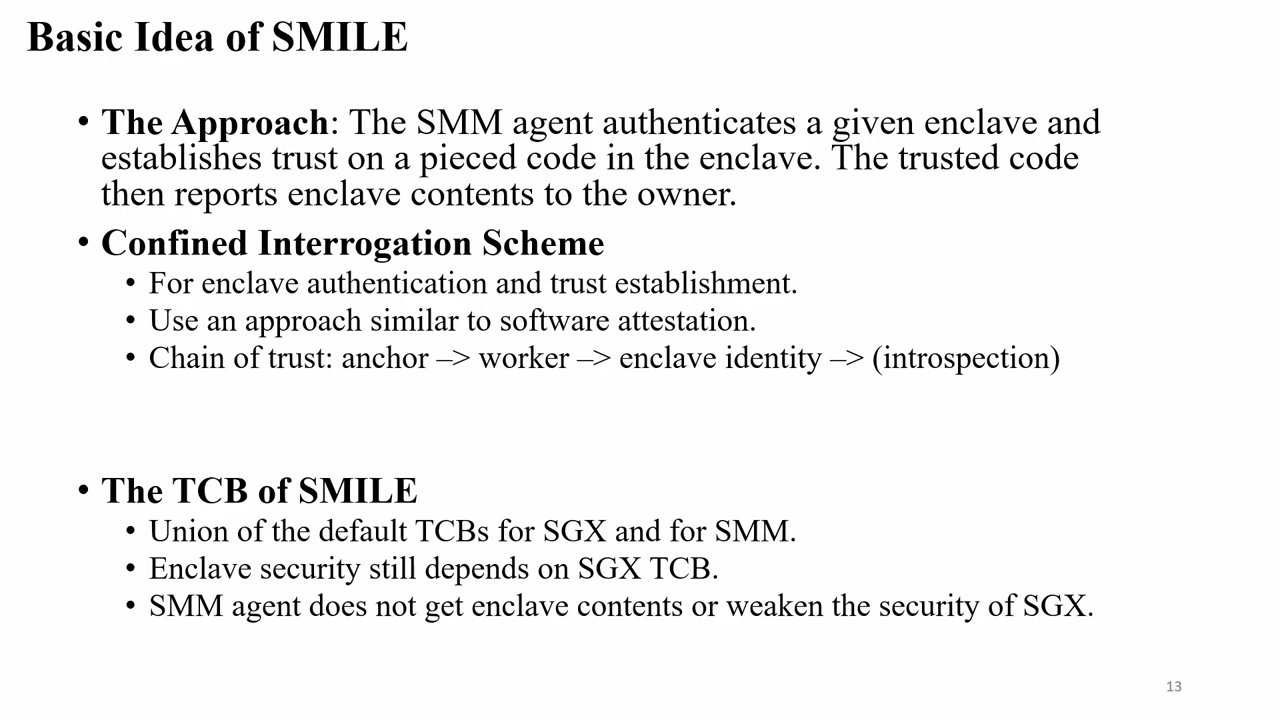 Basic Idea of SMILE
• The Approach: The SMM agent authenticates a given enclave and
establishes trust on a pieced code in the enclave. The trusted code
then reports enclave contents to the owner.
• Confined Interrogation Scheme
• For enclave authentication and trust establishment.
• Use an approach similar to software attestation.
• Chain of trust: anchor –> worker –> enclave identity –> (introspection)
• The TCB of SMILE
• Union of the default TCBs for SGX and for SMM.
• Enclave security still depends on SGX TCB.
• SMM agent does not get enclave contents or weaken the security of SGX.
13